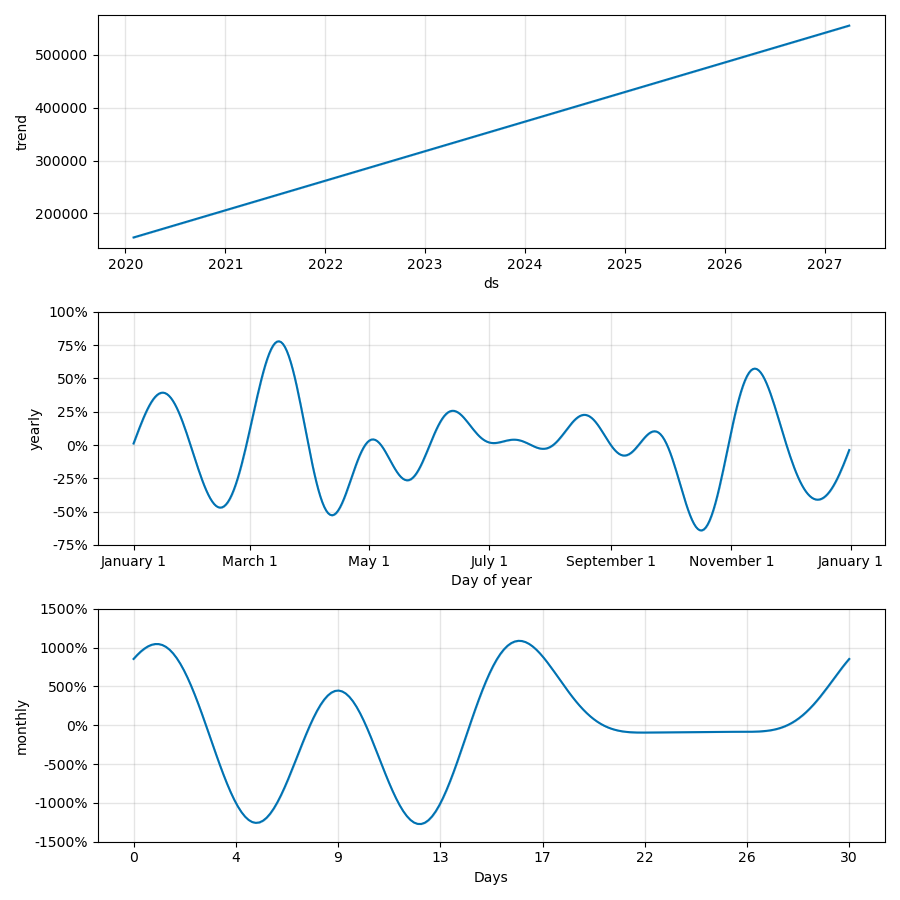 500000
400000
trend
300000
200000
2020 2021 2022 2023 2024 2025 2026 2027
ds
100%
75%
50%
25%
yearly
0%
-25%
-50%
-75%
January 1 March 1 May 1 July 1 September 1 November 1 January 1
Day of year
1500%
1000%
500%
monthly
0%
-500%
-1000%
-1500%
0 4 9 13 17 22 26 30
Days